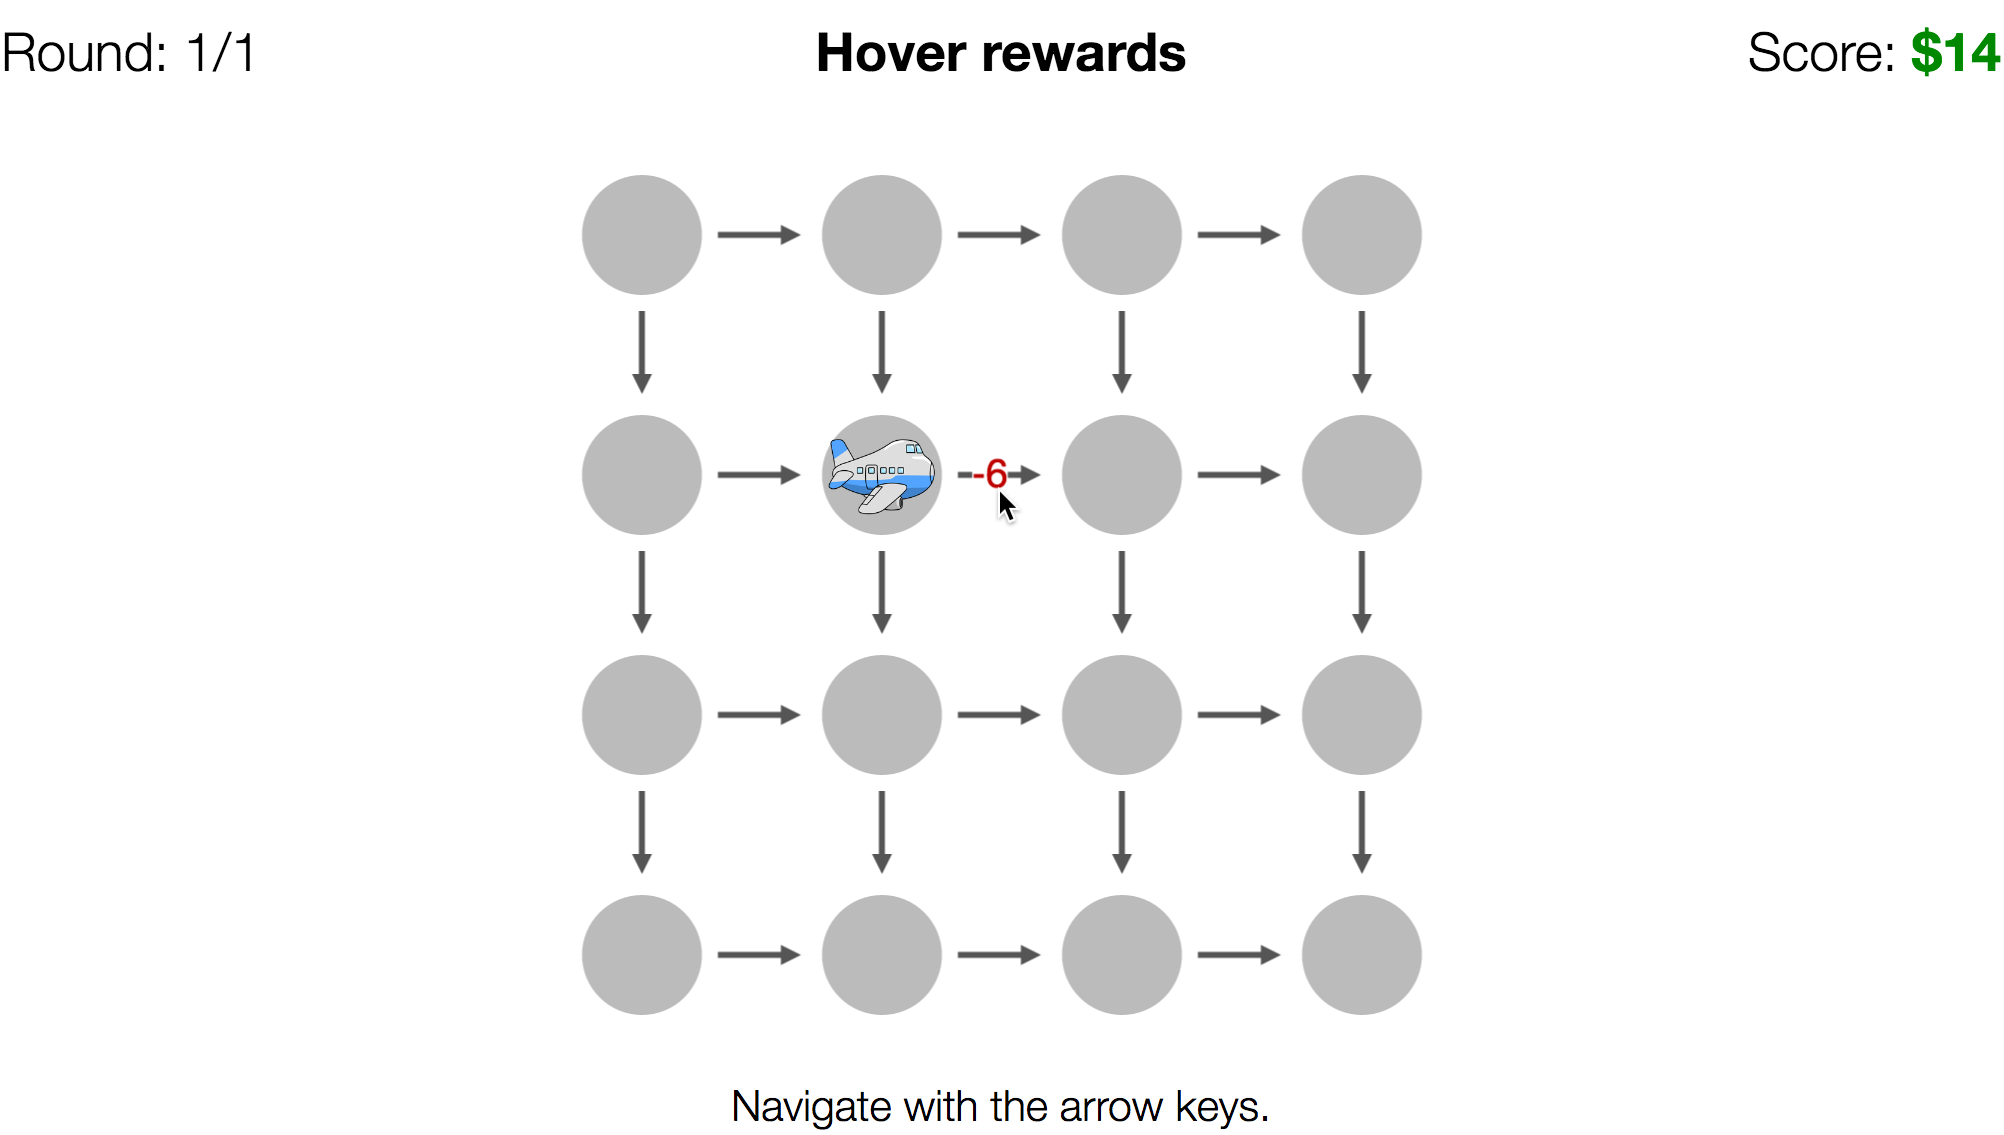 Round: 1/1
Hover rewards
Score: $14
-6
Navigate with the arrow keys.